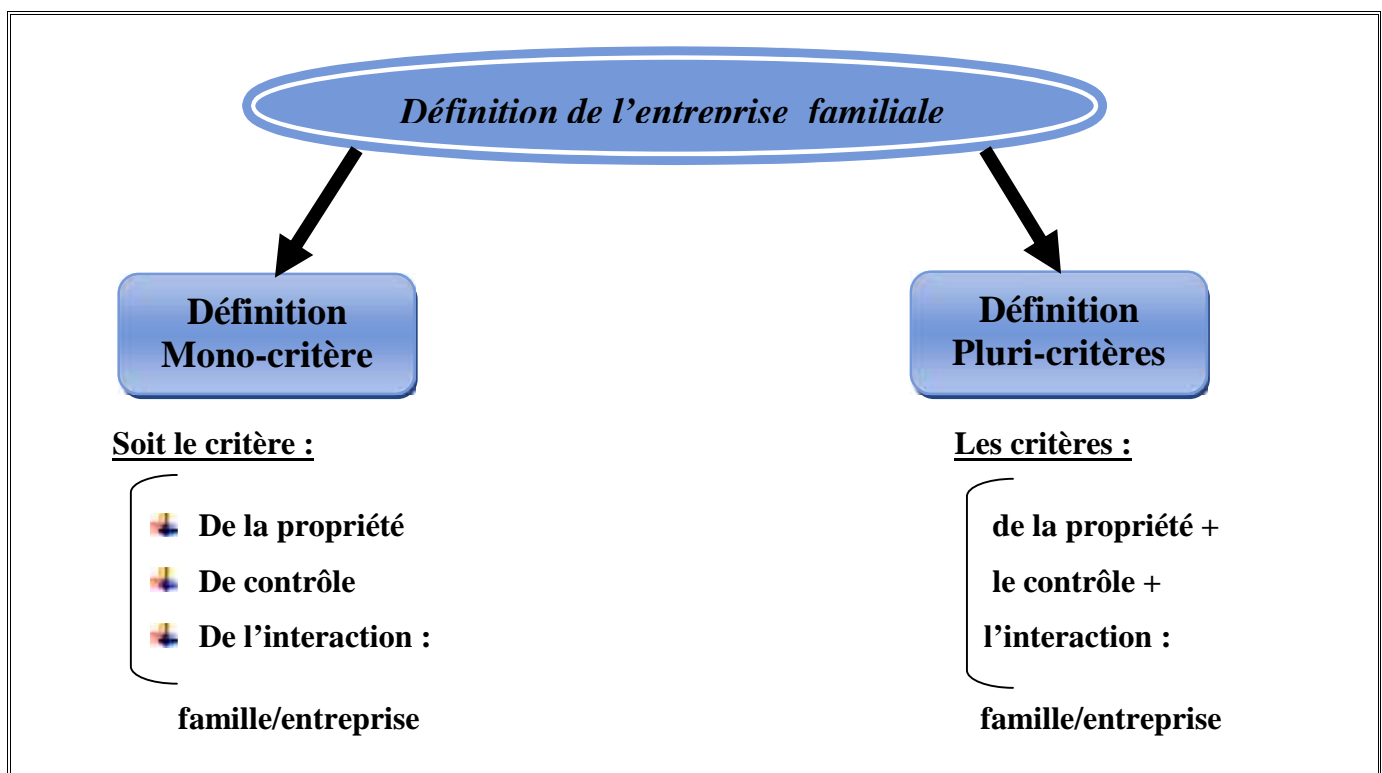 Définition de l’entreprise familiale
Définition
Mono-critère
Soit le critère :
De la propriété
De contrôle
De l’interaction :
famille/entreprise
Définition
Pluri-critères
Les critères :
de la propriété +
le contrôle +
l’interaction :
famille/entreprise